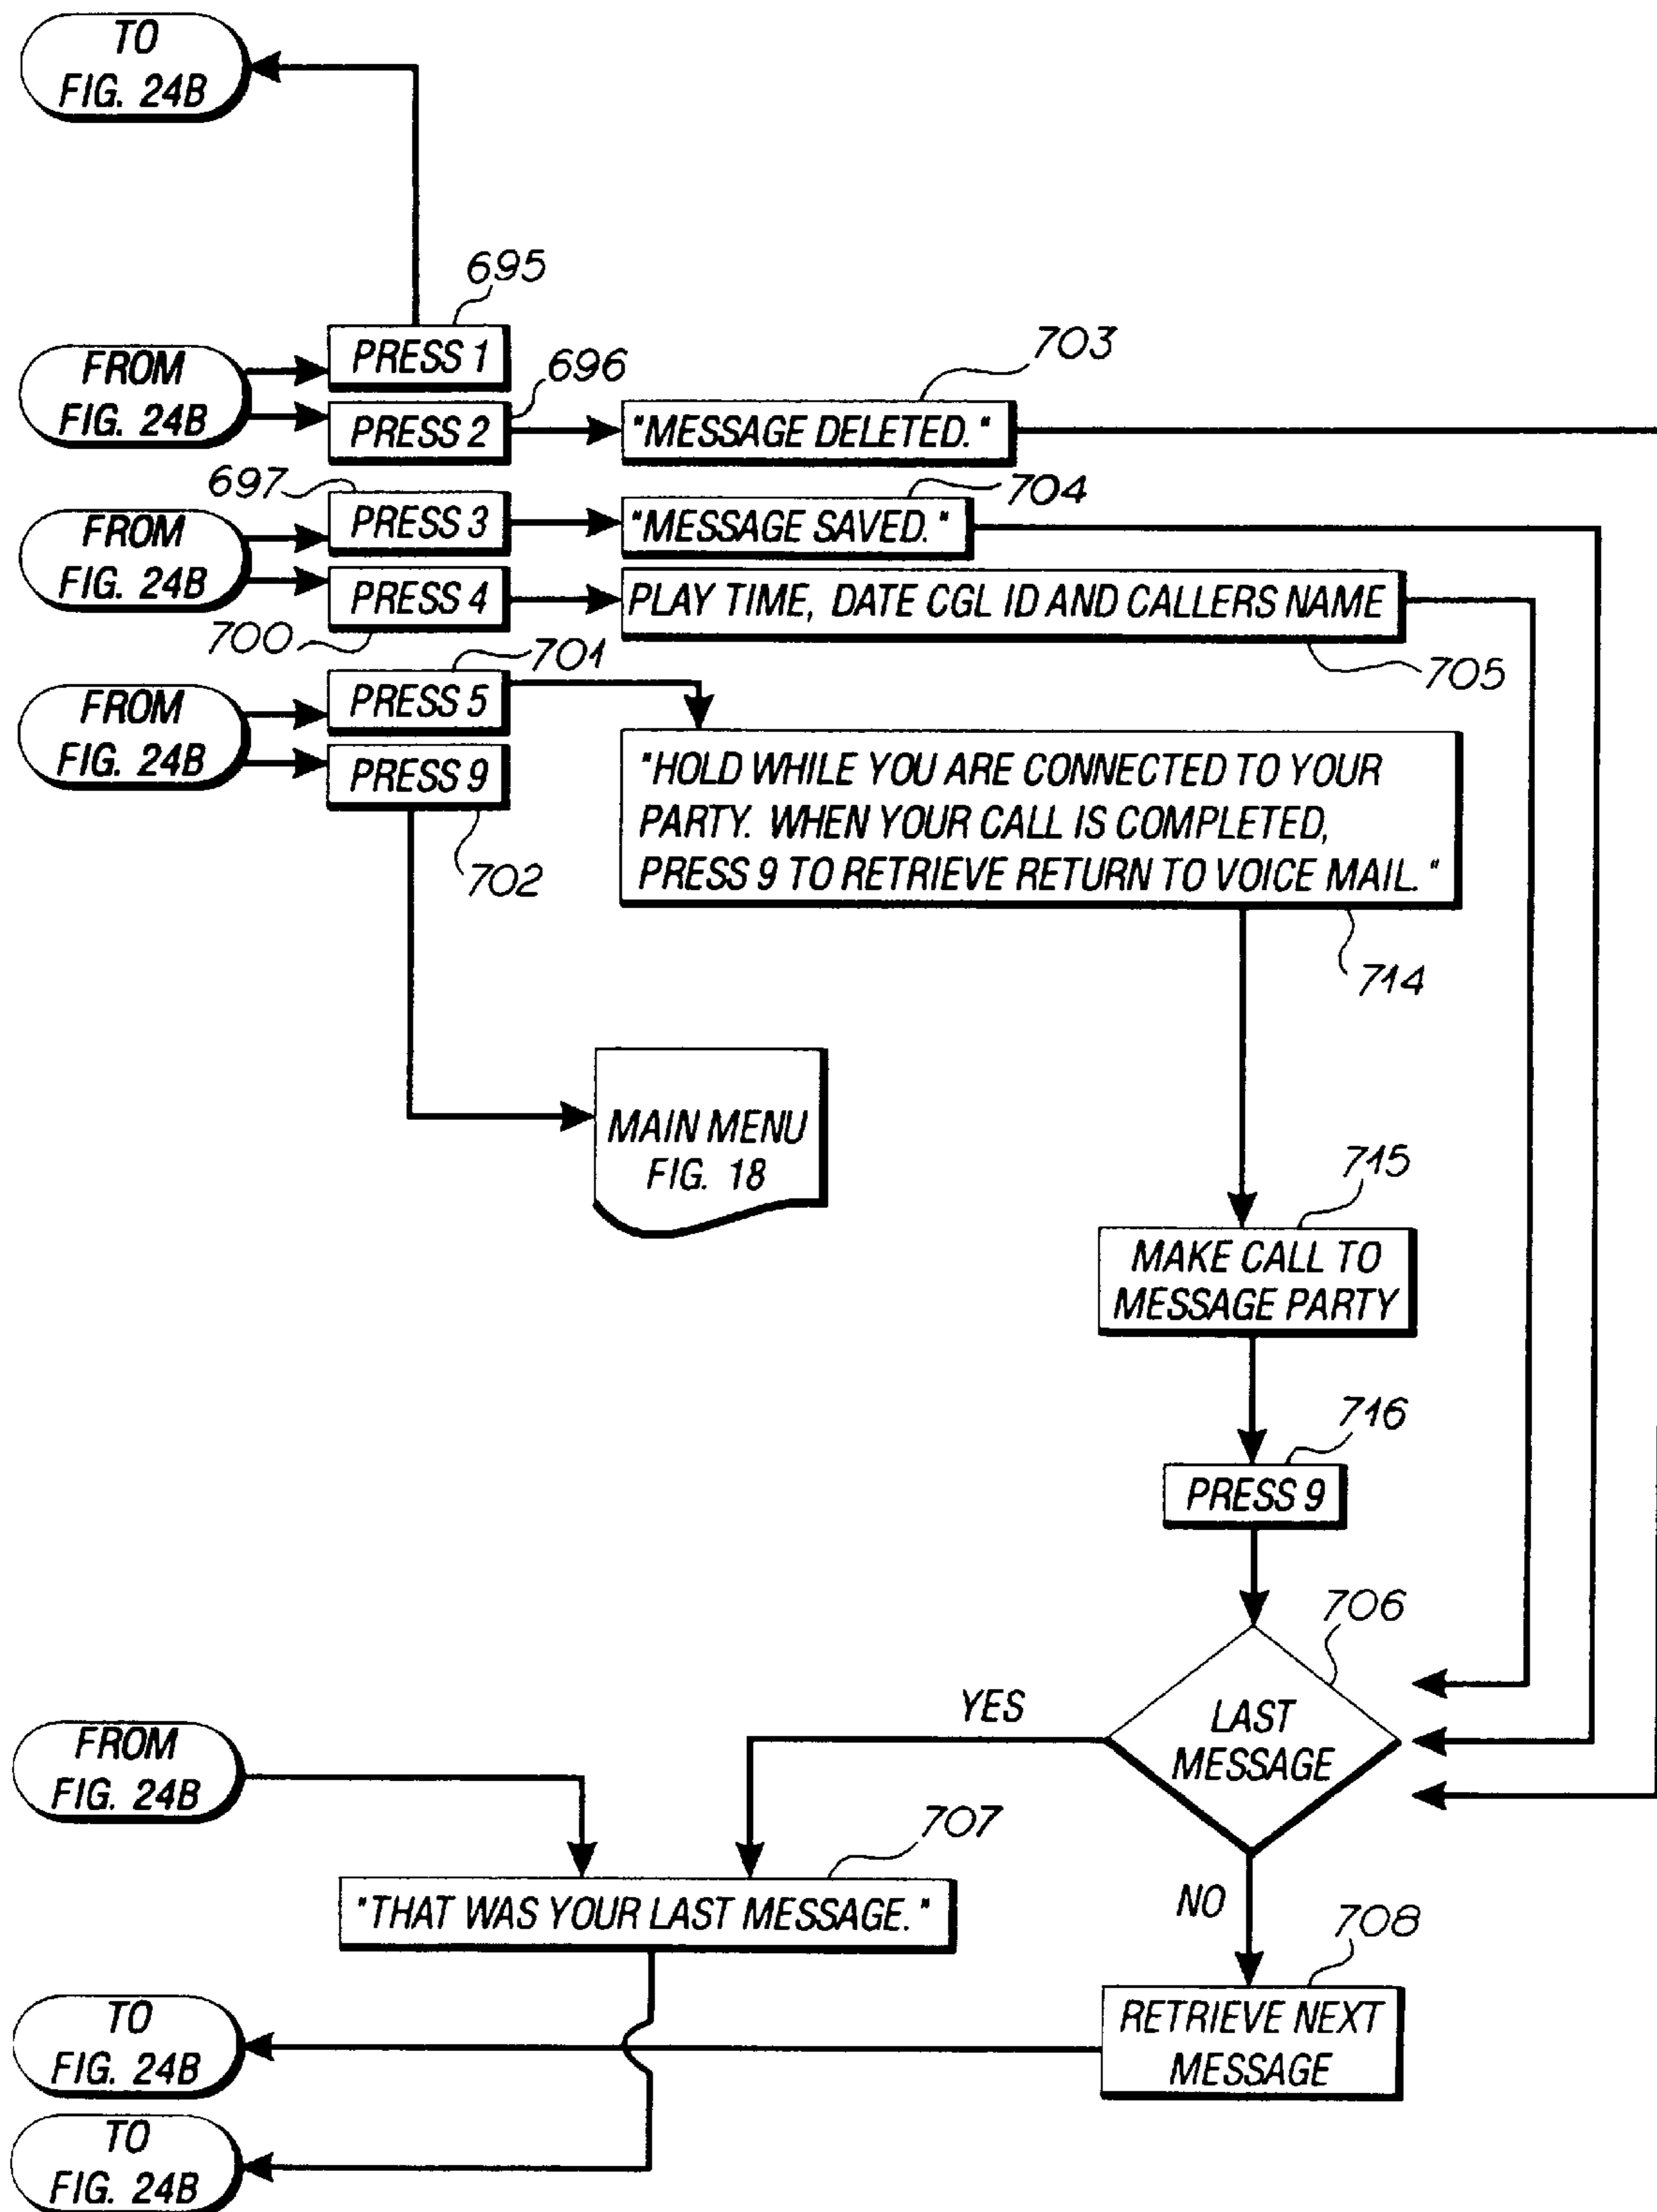 TO
FIG. 24B
695
FROM
FIG. 24B
PRESS 1
696
PRESS 2
703
"MESSAGE DELETED."
697
FROM
FIG. 24B
PRESS 3
704
"MESSAGE SAVED."
PRESS 4
700
PLAY TIME, DATE CGL ID AND CALLERS NAME
705
701
FROM
FIG. 24B
PRESS 5
PRESS 9
702
"HOLD WHILE YOU ARE CONNECTED TO YOUR
PARTY. WHEN YOUR CALL IS COMPLETED,
PRESS 9 TO RETRIEVE RETURN TO VOICE MAIL."
714
MAIN MENU
FIG. 18
715
MAKE CALL TO
MESSAGE PARTY
716
PRESS 9
706
LAST
MESSAGE
YES
FROM
FIG. 24B
707
"THAT WAS YOUR LAST MESSAGE."
NO
708
RETRIEVE NEXT
MESSAGE
TO
FIG. 24B
TO
FIG. 24B